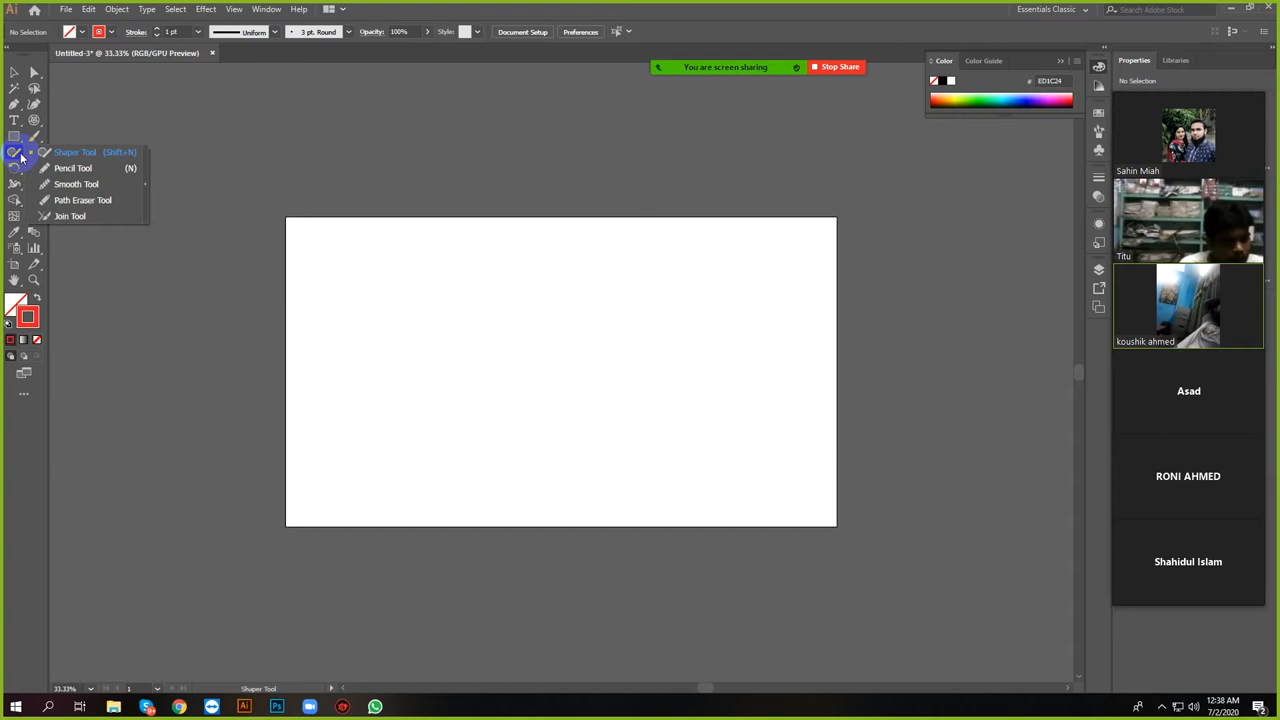 Ai File Edit Object Type Select Effect View Window Help Essentials Classic Search Adobe Stock
No Selection Stroke: 1 pt Uniform 3 pt. Round Opacity: 100% Style: Document Setup Preferences
Untitled-3* @ 33.33% (RGB/GPU Preview)
You are screen sharing Stop Share
Color Color Guide
# ED1C24
Properties Libraries
No Selection
Shaper Tool (Shift+N)
Pencil Tool (N)
Smooth Tool
Path Eraser Tool
Join Tool
Sahin Miah
Titu
koushik ahmed
Asad
RONI AHMED
Shahidul Islam
33.33% 1 Shaper Tool
Ai Ps
12:38 AM
7/2/2020
2